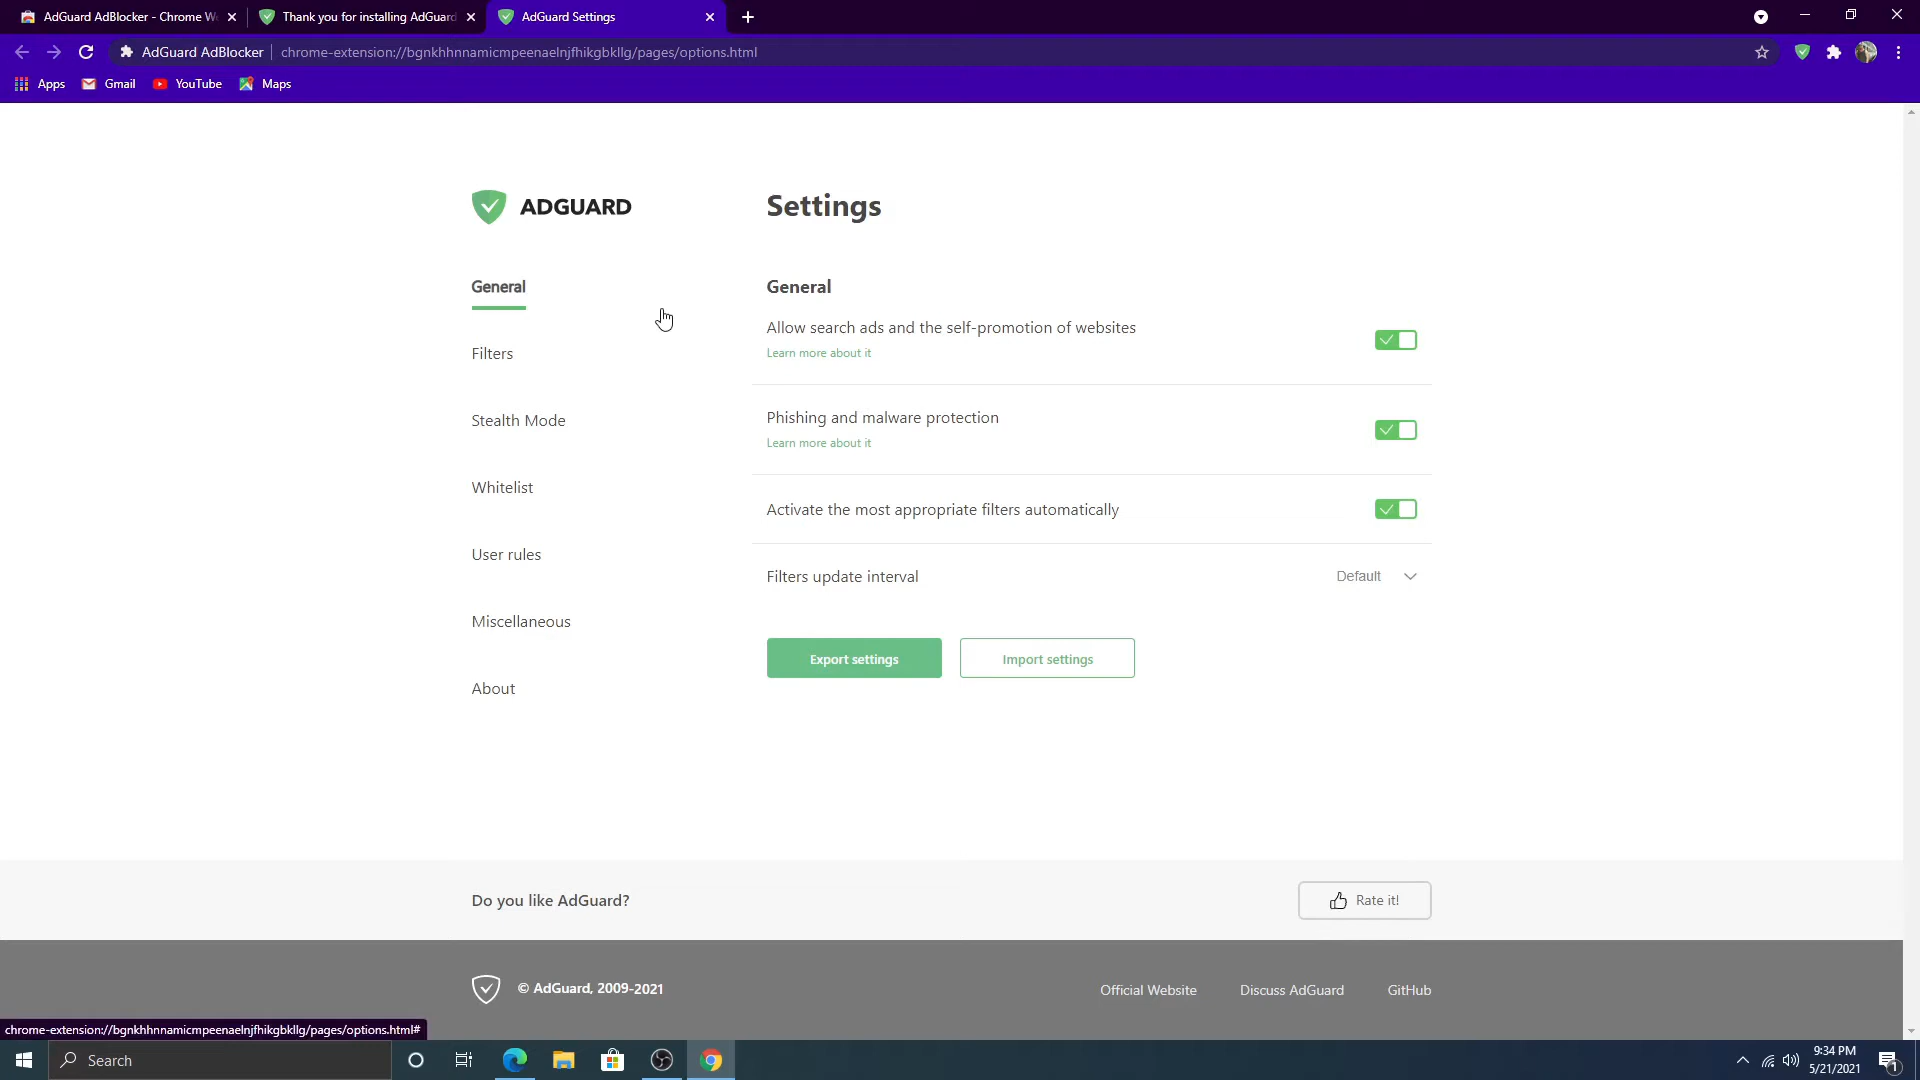 AdGuard AdBlocker - Chrome We
Thank you for installing AdGuard
AdGuard Settings
AdGuard AdBlocker
chrome-extension://bgnkhhnnamicmpeenaelnjfhikgbkllg/pages/options.html
Apps
Gmail
YouTube
Maps
ADGUARD
Settings
General
Filters
Stealth Mode
Whitelist
User rules
Miscellaneous
About
General
Allow search ads and the self-promotion of websites
Learn more about it
Phishing and malware protection
Learn more about it
Activate the most appropriate filters automatically
Filters update interval
Default
Export settings
Import settings
Do you like AdGuard?
Rate it!
© AdGuard, 2009-2021
Official Website
Discuss AdGuard
GitHub
chrome-extension://bgnkhhnnamicmpeenaelnjfhikgbkllg/pages/options.html#
Search
9:34 PM
5/21/2021
1